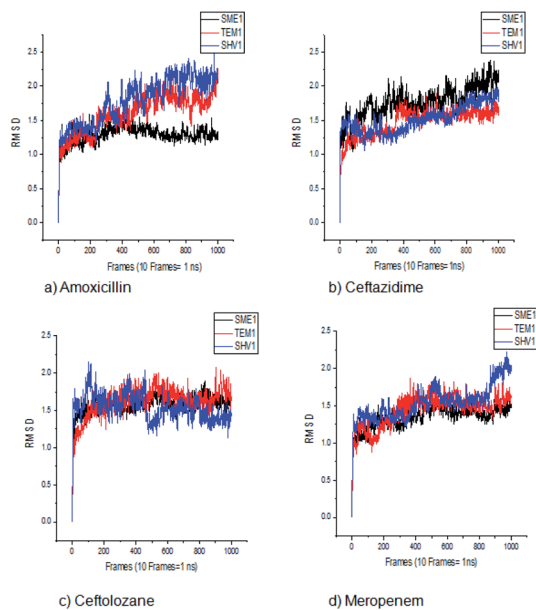 SME1
TEM1
SHV1
2.5
2.0
1.5
1.0
0.5
0.0
R M S D
0 200 400 600 800 1000
Frames (10 Frames= 1 ns)
a) Amoxicillin
SME1
TEM1
SHV1
2.5
2.0
1.5
1.0
0.5
0.0
R M S D
0 200 400 600 800 1000
Frames (10 Frames= 1ns)
b) Ceftazidime
SME1
TEM1
SHV1
2.5
2.0
1.5
1.0
0.5
0.0
RM S D
0 200 400 600 800 1000
Frames (10 Frames=1 ns)
c) Ceftolozane
SME1
TEM1
SHV1
2.5
2.0
1.5
1.0
0.5
0.0
RM S D
0 200 400 600 800 1000
Frames (10 Frames= 1 ns)
d) Meropenem